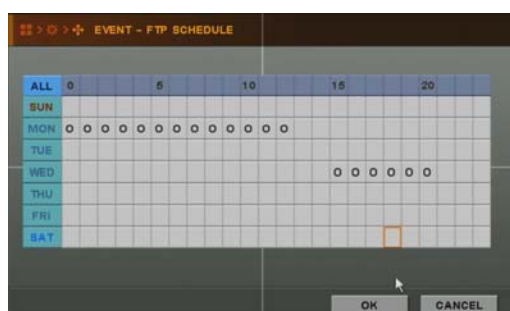 > > EVENT - FTP SCHEDULE
ALL 0 5 10 15 20
SUN
MON O O O O O O O O O O O O O
TUE
WED O O O O O O
THU
FRI
SAT
OK CANCEL